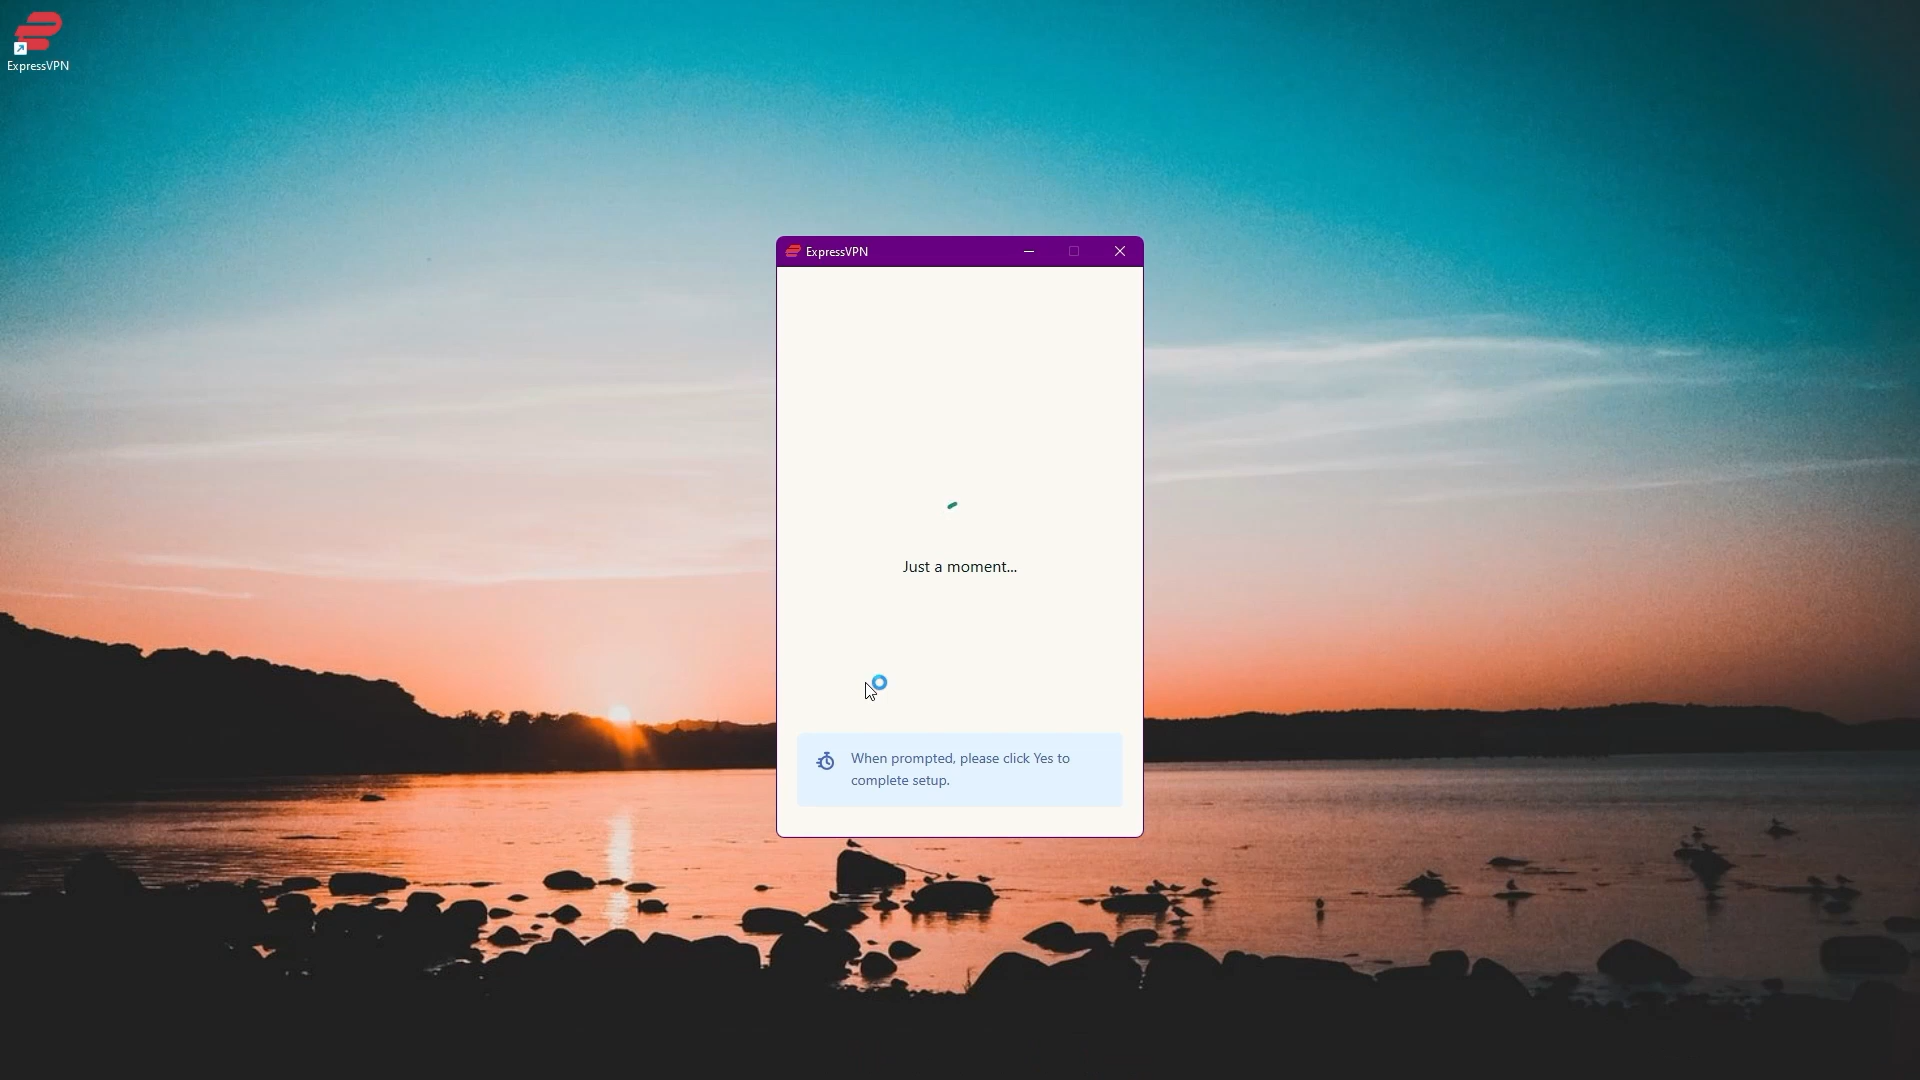 ExpressVPN
ExpressVPN
Just a moment...
When prompted, please click Yes to
complete setup.